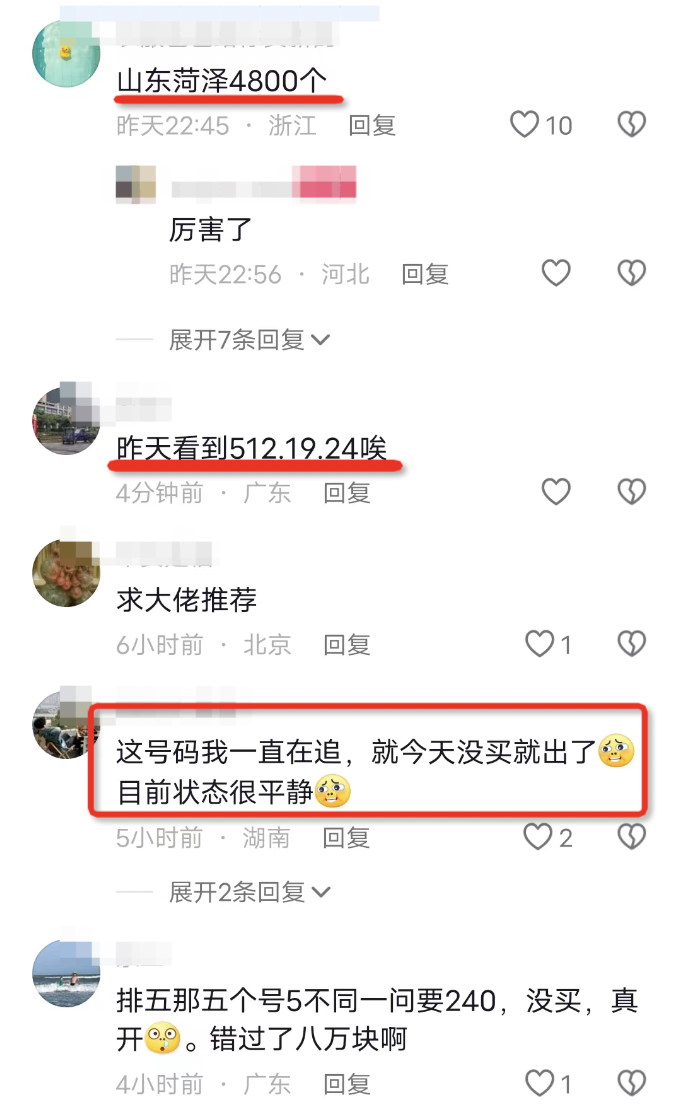 山东菏泽4800个
昨天22:45 · 浙江 回复
10
厉害了
昨天22:56 · 河北 回复
展开7条回复
昨天看到512.19.24唉
4分钟前 · 广东 回复
求大佬推荐
6小时前 · 北京 回复
1
这号码我一直在追，就今天没买就出了
目前状态很平静
5小时前 · 湖南 回复
2
展开2条回复
排五那五个号5不同一问要240，没买，真
开。错过了八万块啊
4小时前 · 广东 回复
1